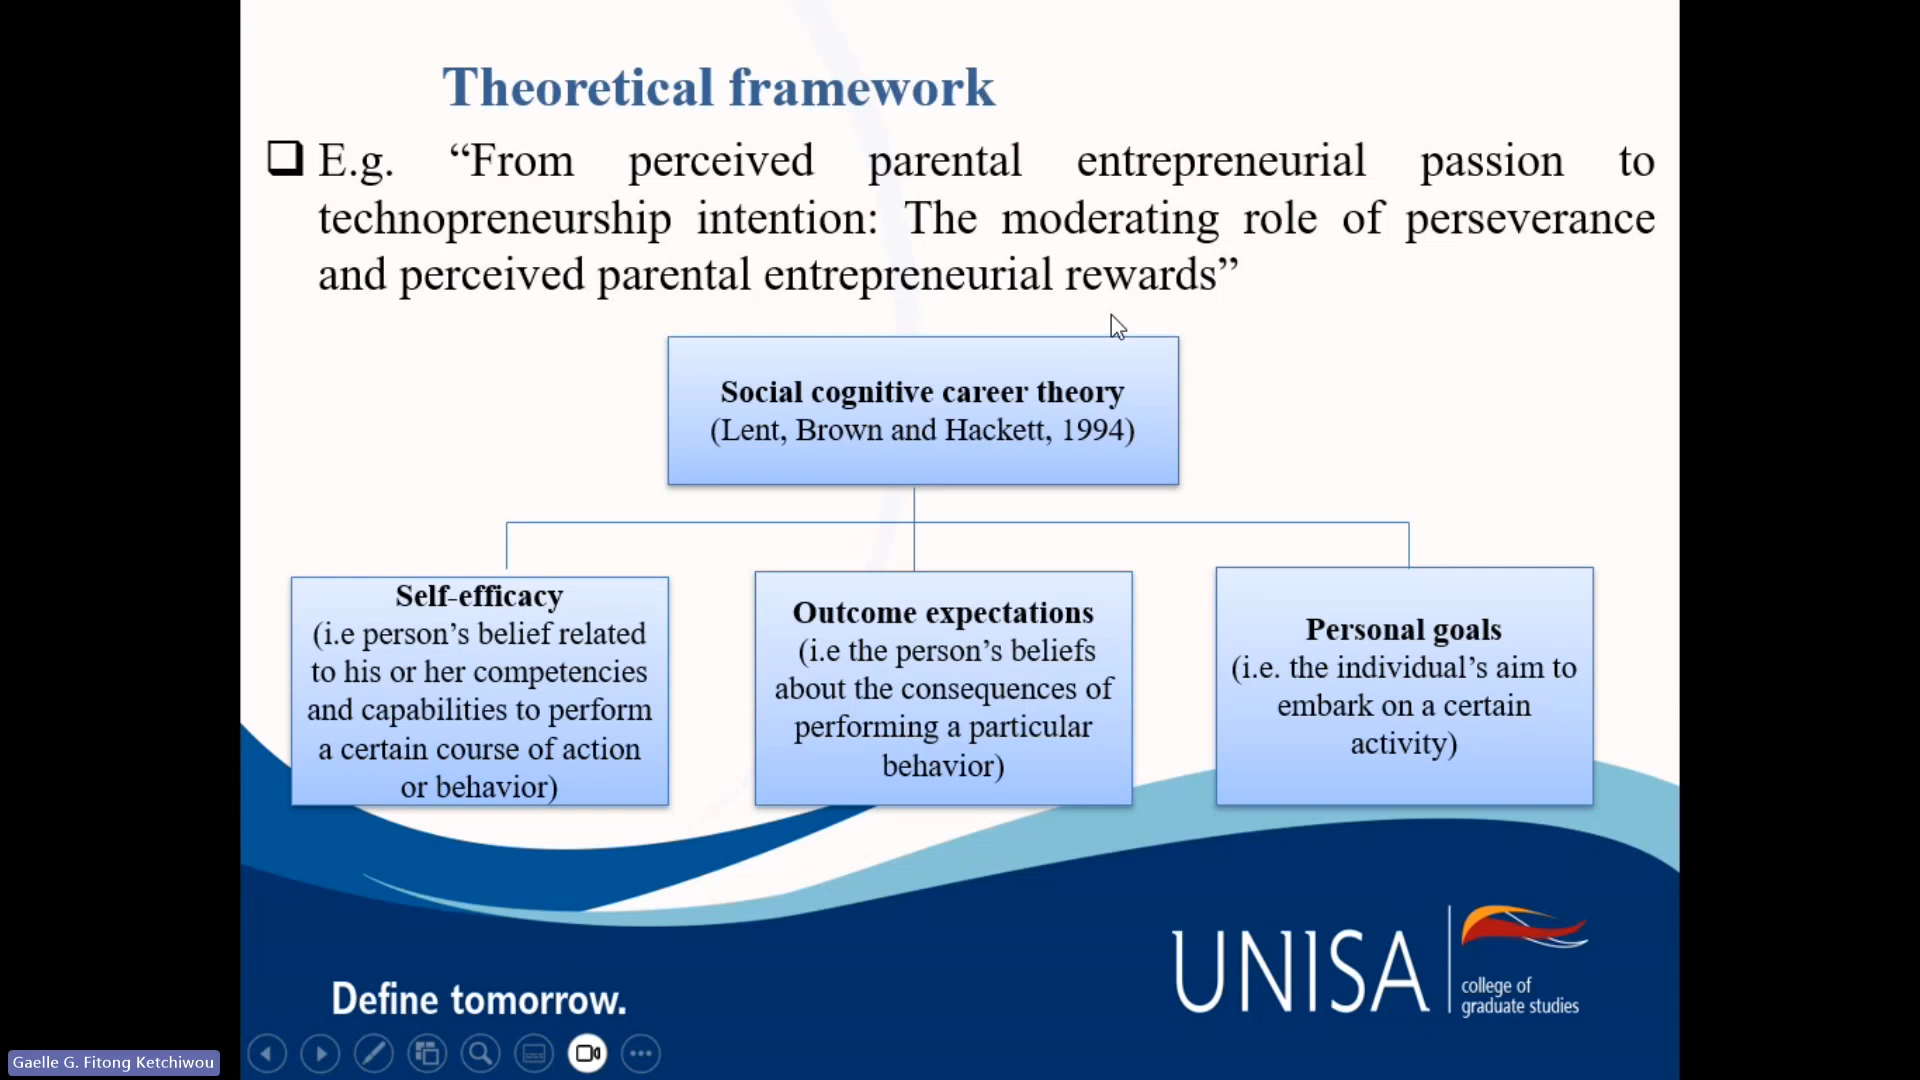 Theoretical framework
E.g. “From perceived parental entrepreneurial passion to
technopreneurship intention: The moderating role of perseverance
and perceived parental entrepreneurial rewards”
Social cognitive career theory
(Lent, Brown and Hackett, 1994)
Self-efficacy
(i.e person’s belief related
to his or her competencies
and capabilities to perform
a certain course of action
or behavior)
Outcome expectations
(i.e the person’s beliefs
about the consequences of
performing a particular
behavior)
Personal goals
(i.e. the individual’s aim to
embark on a certain
activity)
Define tomorrow.
UNISA
college of
graduate studies
Gaelle G. Fitong Ketchiwou